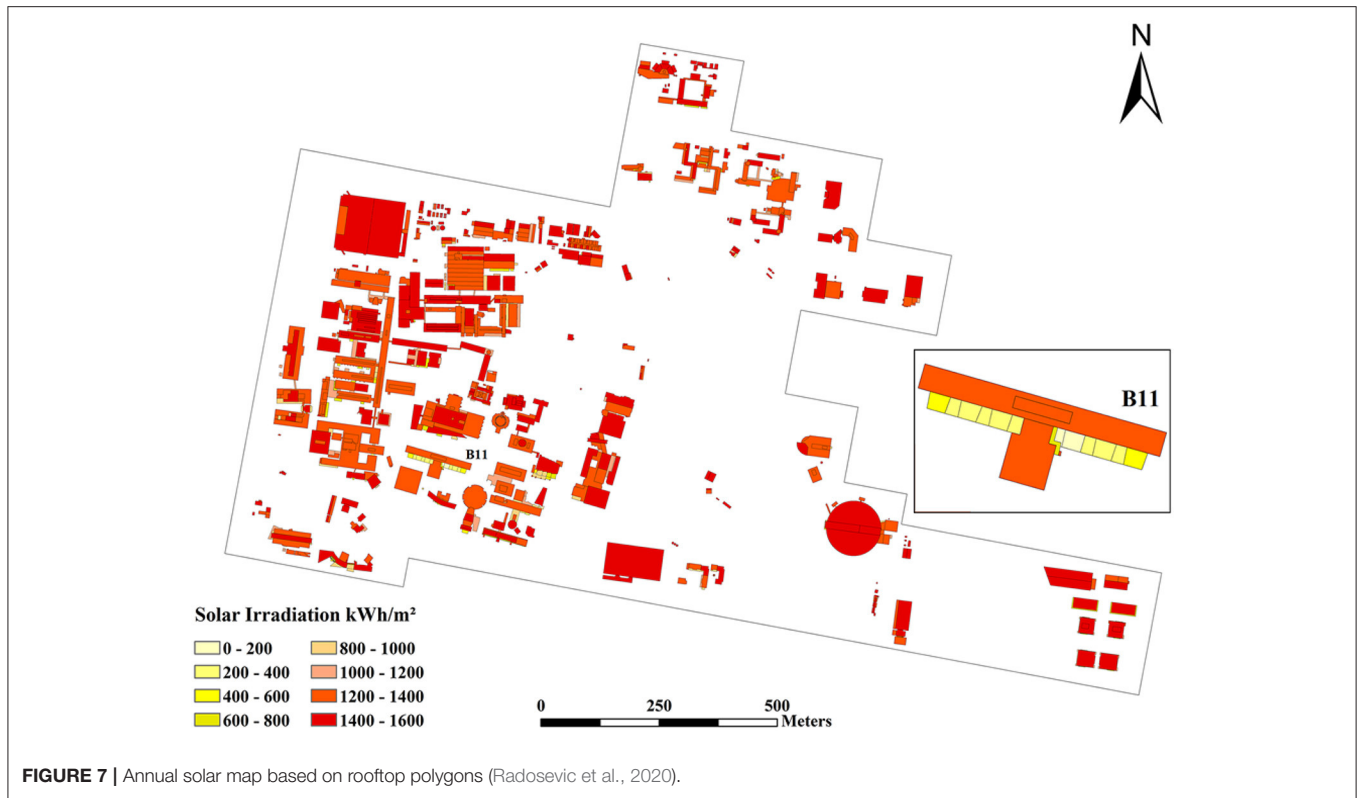 N
B11
B11
Solar Irradiation kWh/m²
0 - 200
200 - 400
400 - 600
600 - 800
800 - 1000
1000 - 1200
1200 - 1400
1400 - 1600
0 250 500
Meters
FIGURE 7 | Annual solar map based on rooftop polygons (Radosevic et al., 2020).